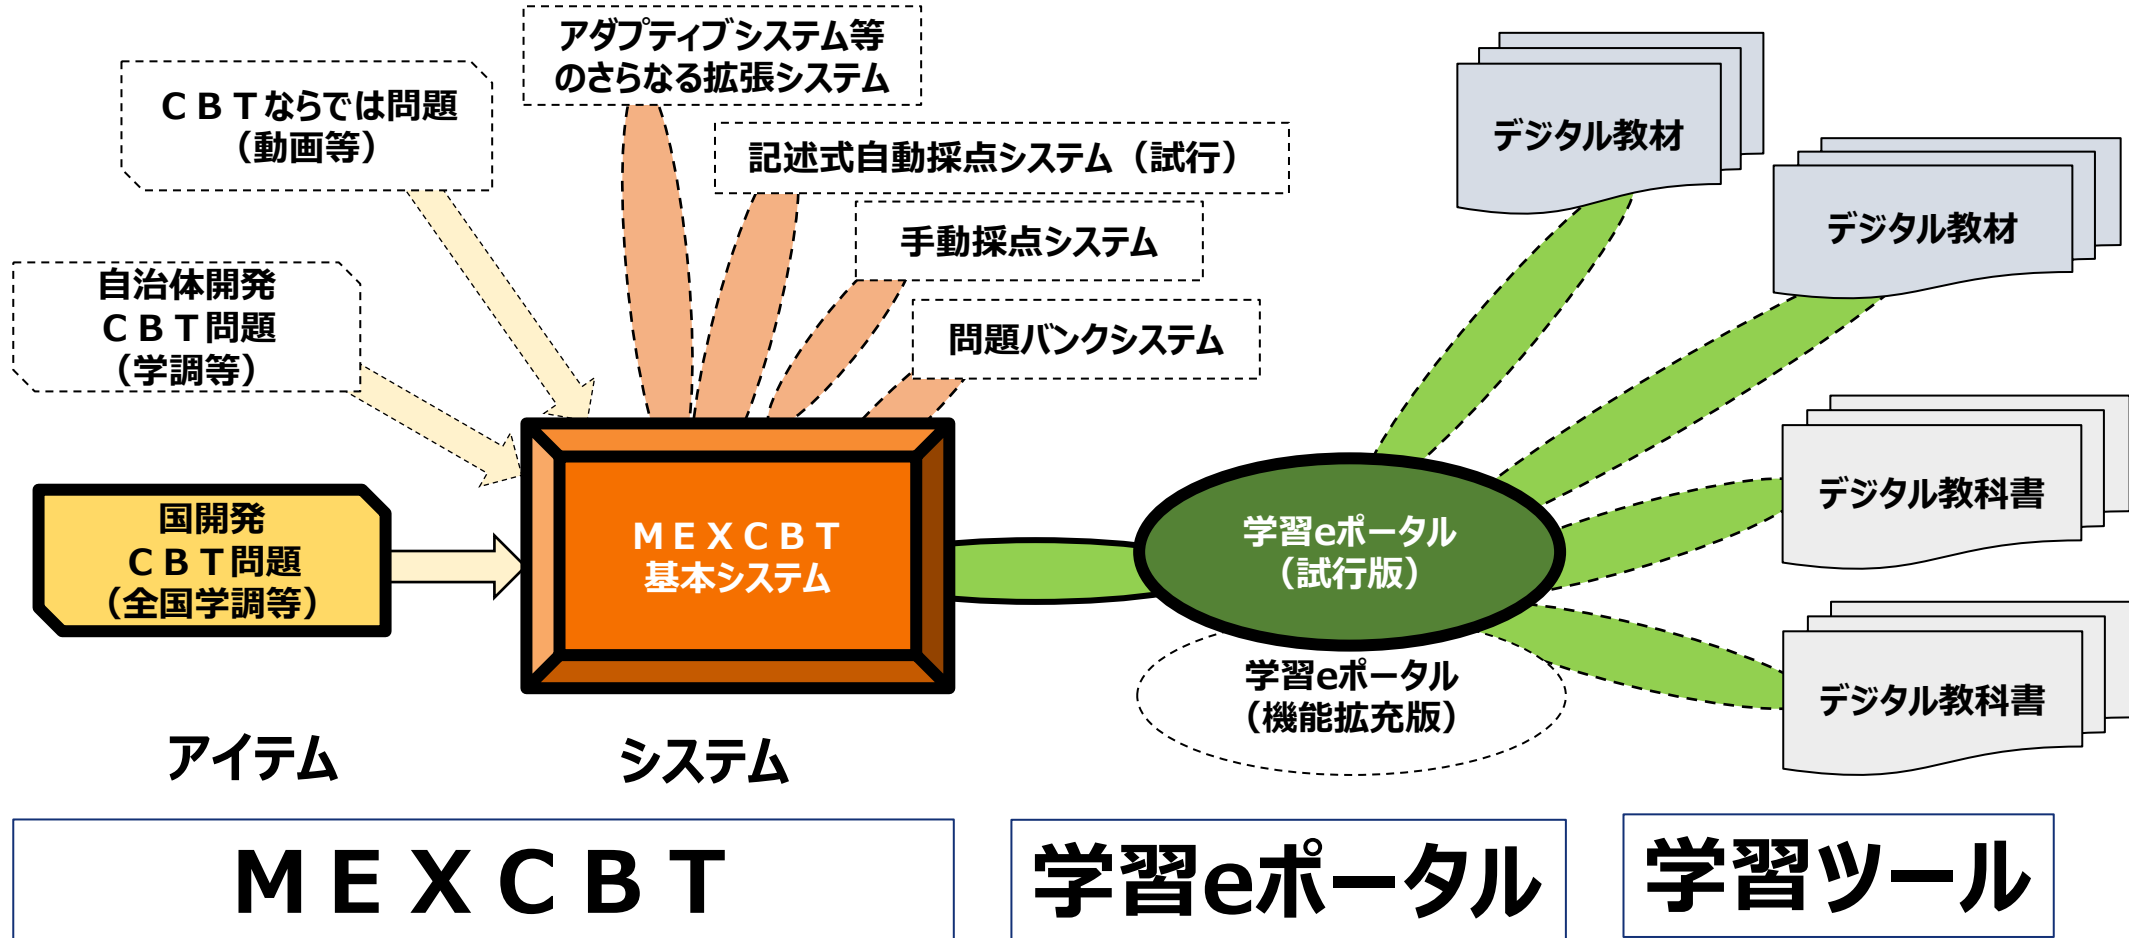 アダプティブシステム等
のさらなる拡張システム
ＣＢＴならでは問題
（動画等）
記述式自動採点システム（試行）
手動採点システム
問題バンクシステム
自治体開発
ＣＢＴ問題
（学調等）
国開発
ＣＢＴ問題
（全国学調等）
ＭＥＸＣＢＴ
基本システム
学習eポータル
（試行版）
学習eポータル
（機能拡充版）
デジタル教材
デジタル教材
デジタル教科書
デジタル教科書
アイテム
システム
ＭＥＸＣＢＴ
学習eポータル
学習ツール